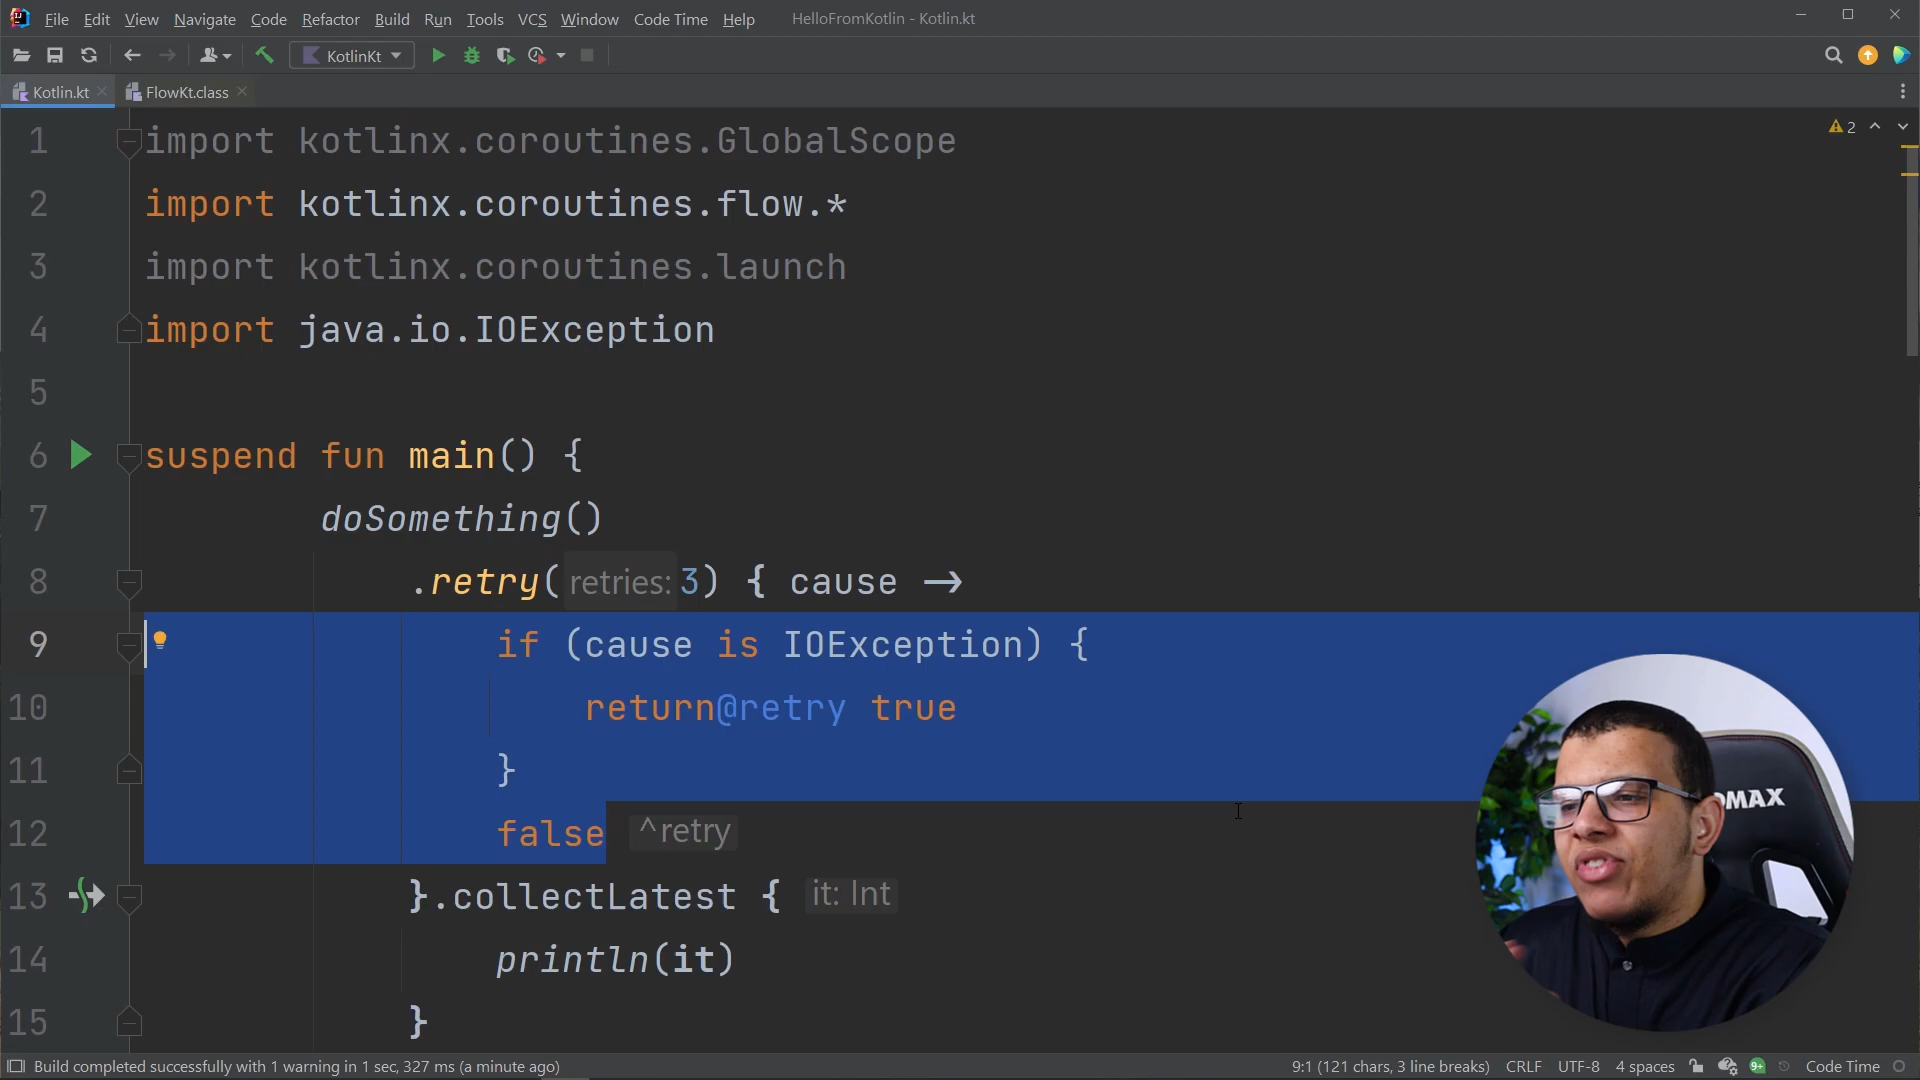 File Edit View Navigate Code Refactor Build Run Tools VCS Window Code Time Help HelloFromKotlin - Kotlin.kt
KotlinKt
Kotlin.kt FlowKt.class
2
1 import kotlinx.coroutines.GlobalScope
2 import kotlinx.coroutines.flow.*
3 import kotlinx.coroutines.launch
4 import java.io.IOException
5
6 suspend fun main() {
7 doSomething()
8 .retry( retries: 3) { cause ->
9 if (cause is IOException) {
10 return@retry true
11 }
12 false ^retry
13 }.collectLatest { it: Int
14 println(it)
15 }
OMAX
Build completed successfully with 1 warning in 1 sec, 327 ms (a minute ago) 9:1 (121 chars, 3 line breaks) CRLF UTF-8 4 spaces 9+ Code Time